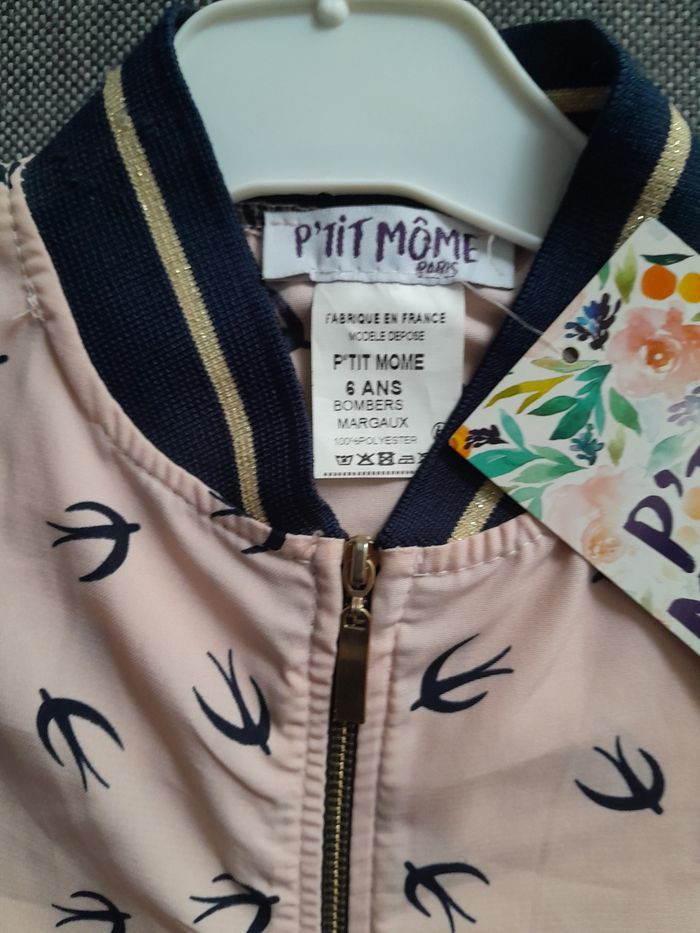 P'TiT MÔME
PARIS
FABRIQUE EN FRANCE
MODELE DEPOSE
P'TIT MOME
6 ANS
BOMBERS
MARGAUX
100%POLYESTER
P'T